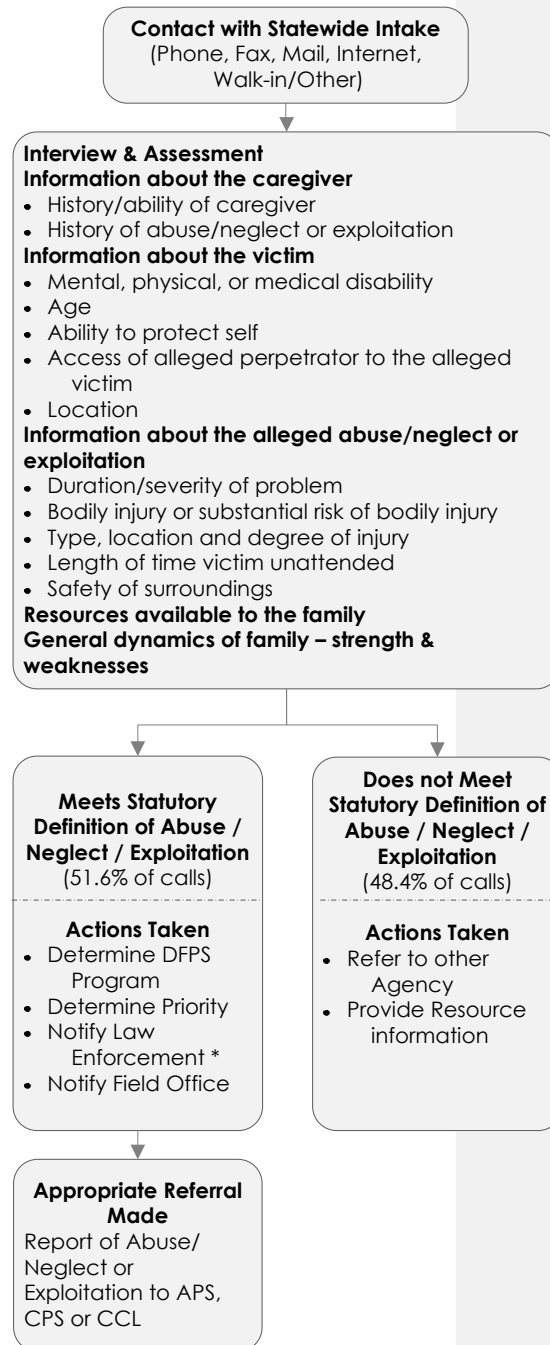 Contact with Statewide Intake
(Phone, Fax, Mail, Internet,
Walk-in/Other)
Interview & Assessment
Information about the caregiver
• History/ability of caregiver
• History of abuse/neglect or exploitation
Information about the victim
• Mental, physical, or medical disability
• Age
• Ability to protect self
• Access of alleged perpetrator to the alleged
victim
• Location
Information about the alleged abuse/neglect or
exploitation
• Duration/severity of problem
• Bodily injury or substantial risk of bodily injury
• Type, location and degree of injury
• Length of time victim unattended
• Safety of surroundings
Resources available to the family
General dynamics of family – strength &
weaknesses
Meets Statutory
Definition of Abuse /
Neglect / Exploitation
(51.6% of calls)
Actions Taken
• Determine DFPS
Program
• Determine Priority
• Notify Law
Enforcement *
• Notify Field Office
Does not Meet
Statutory Definition of
Abuse / Neglect /
Exploitation
(48.4% of calls)
Actions Taken
• Refer to other
Agency
• Provide Resource
information
Appropriate Referral
Made
Report of Abuse/
Neglect or
Exploitation to APS,
CPS or CCL